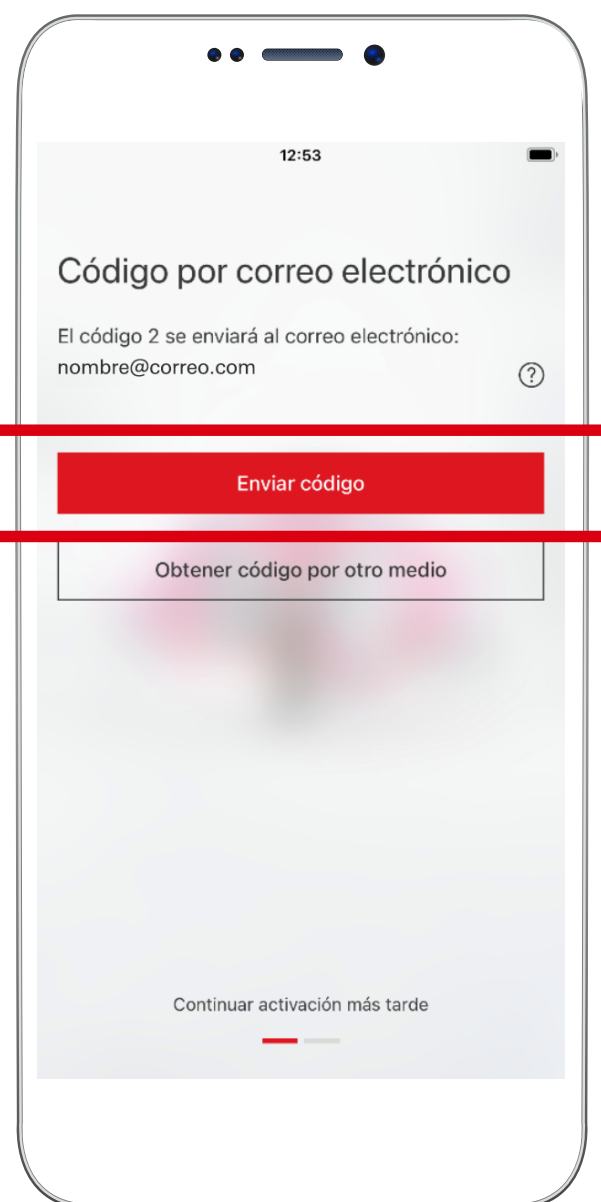 12:53
Código por correo electrónico
El código 2 se enviará al correo electrónico:
nombre@correo.com
?
Enviar código
Obtener código por otro medio
Continuar activación más tarde